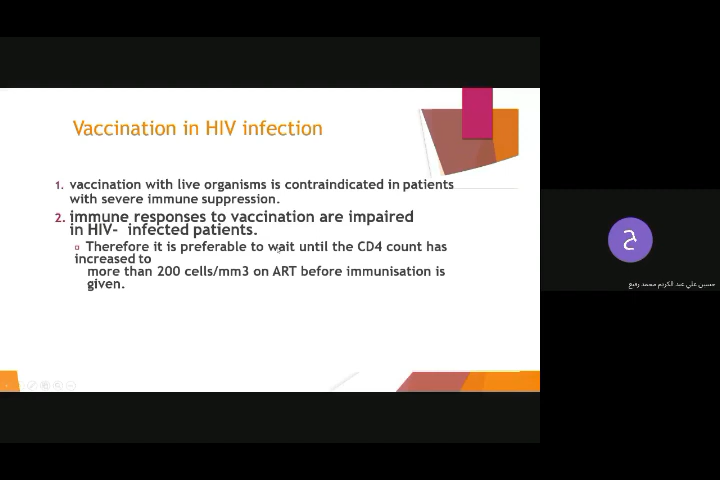 Vaccination in HIV infection
1. vaccination with live organisms is contraindicated in patients
with severe immune suppression.
2. immune responses to vaccination are impaired
in HIV- infected patients.
Therefore it is preferable to wait until the CD4 count has
increased to
more than 200 cells/mm3 on ART before immunisation is
given.
ح
حسين علي عبد الكريم محمد رفيع